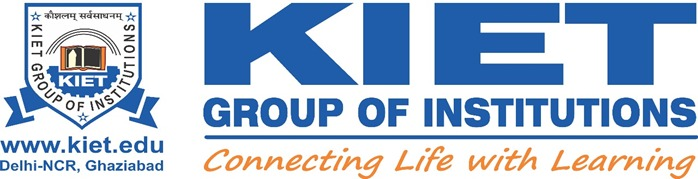 कौशलम् सर्वसाधनम्
KIET GROUP OF INSTITUTIONS
KIET
www.kiet.edu
Delhi-NCR, Ghaziabad
KIET
GROUP OF INSTITUTIONS
Connecting Life with Learning